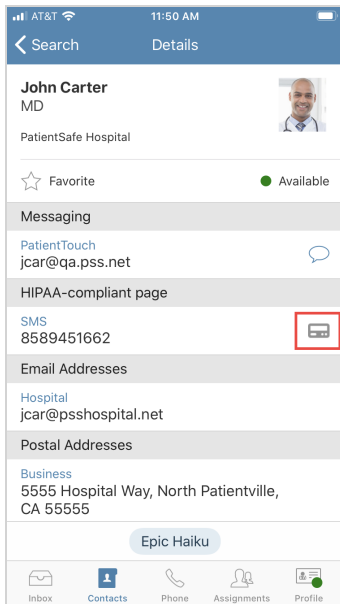 AT&T 11:50 AM
Search Details
John Carter
MD
PatientSafe Hospital
Favorite Available
Messaging
PatientTouch
jcar@qa.pss.net
HIPAA-compliant page
SMS
8589451662
Email Addresses
Hospital
jcar@psshospital.net
Postal Addresses
Business
5555 Hospital Way, North Patientville,
CA 55555
Epic Haiku
Inbox Contacts Phone Assignments Profile